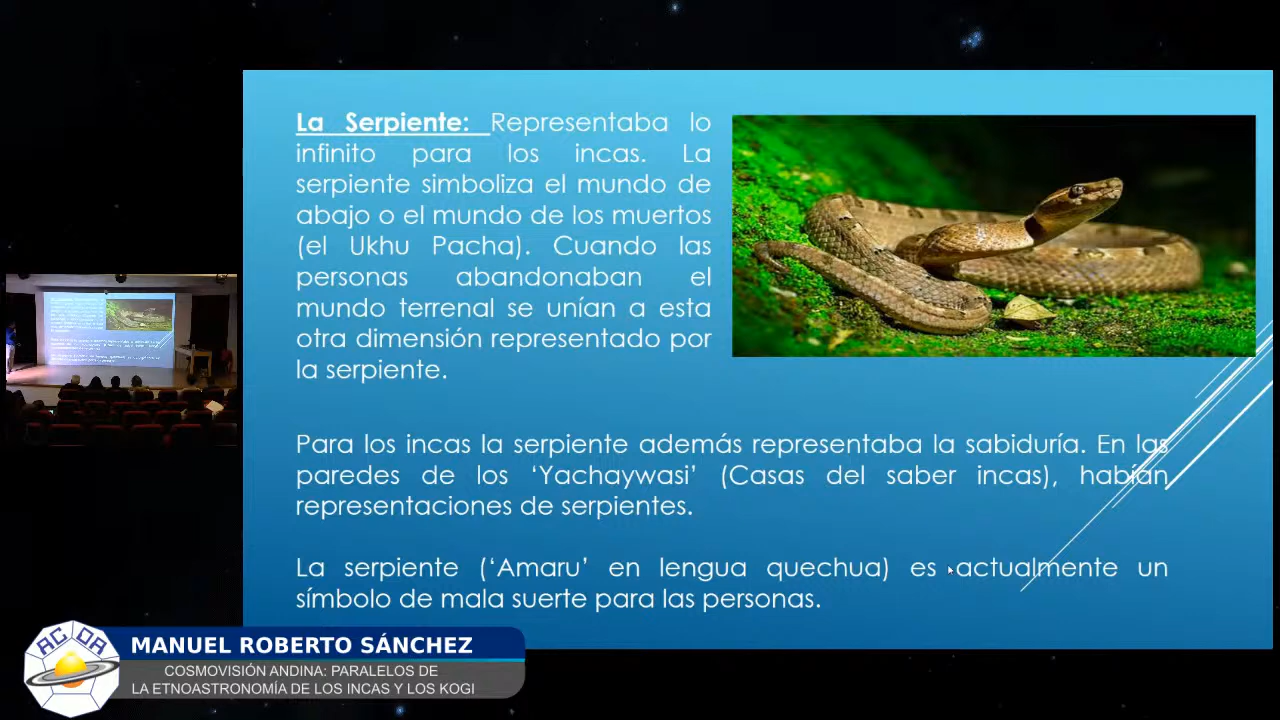 La Serpiente: Representaba lo
infinito para los incas. La
serpiente simboliza el mundo de
abajo o el mundo de los muertos
(el Ukhu Pacha). Cuando las
personas abandonaban el
mundo terrenal se unían a esta
otra dimensión representado por
la serpiente.
Para los incas la serpiente además representaba la sabiduría. En las
paredes de los ‘Yachaywasi’ (Casas del saber incas), habían
representaciones de serpientes.
La serpiente (‘Amaru’ en lengua quechua) es actualmente un
símbolo de mala suerte para las personas.
ACDA
MANUEL ROBERTO SÁNCHEZ
COSMOVISIÓN ANDINA: PARALELOS DE
LA ETNOASTRONOMÍA DE LOS INCAS Y LOS KOGI